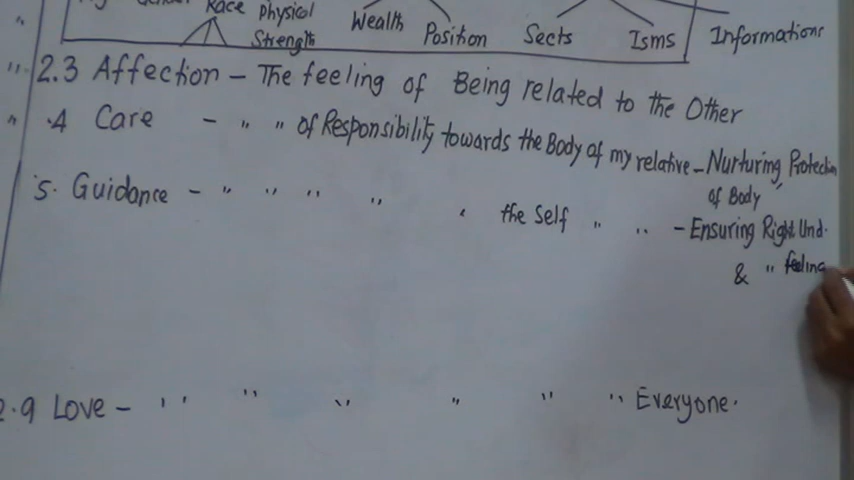 Race Physical
Strength
Wealth Position Sects Isms Informations
" 2.3 Affection - The feeling of Being related to the Other
" .4 Care - " " of Responsibility towards the Body of my relative - Nurturing, Protection
of Body
5. Guidance - " " " " " the Self " " - Ensuring Right Und.
& " feeling
2.9 Love - " " " " " " Everyone.